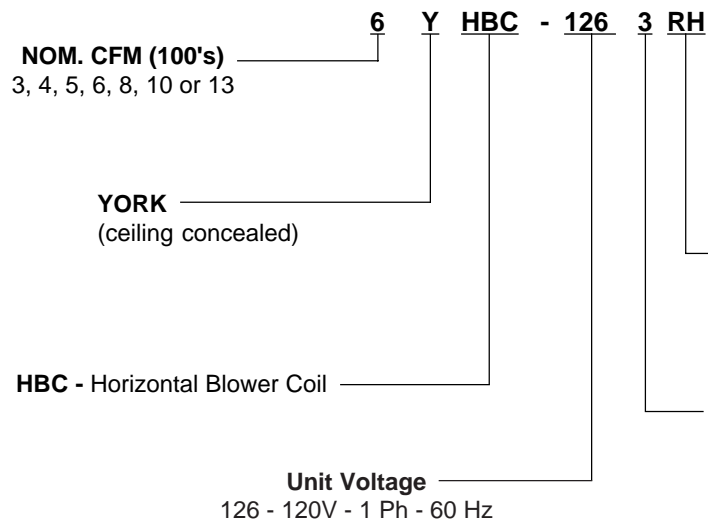 6 Y HBC - 126 3 RH
NOM. CFM (100's)
3, 4, 5, 6, 8, 10 or 13
YORK
(ceiling concealed)
HBC - Horizontal Blower Coil
Unit Voltage
126 - 120V - 1 Ph - 60 Hz